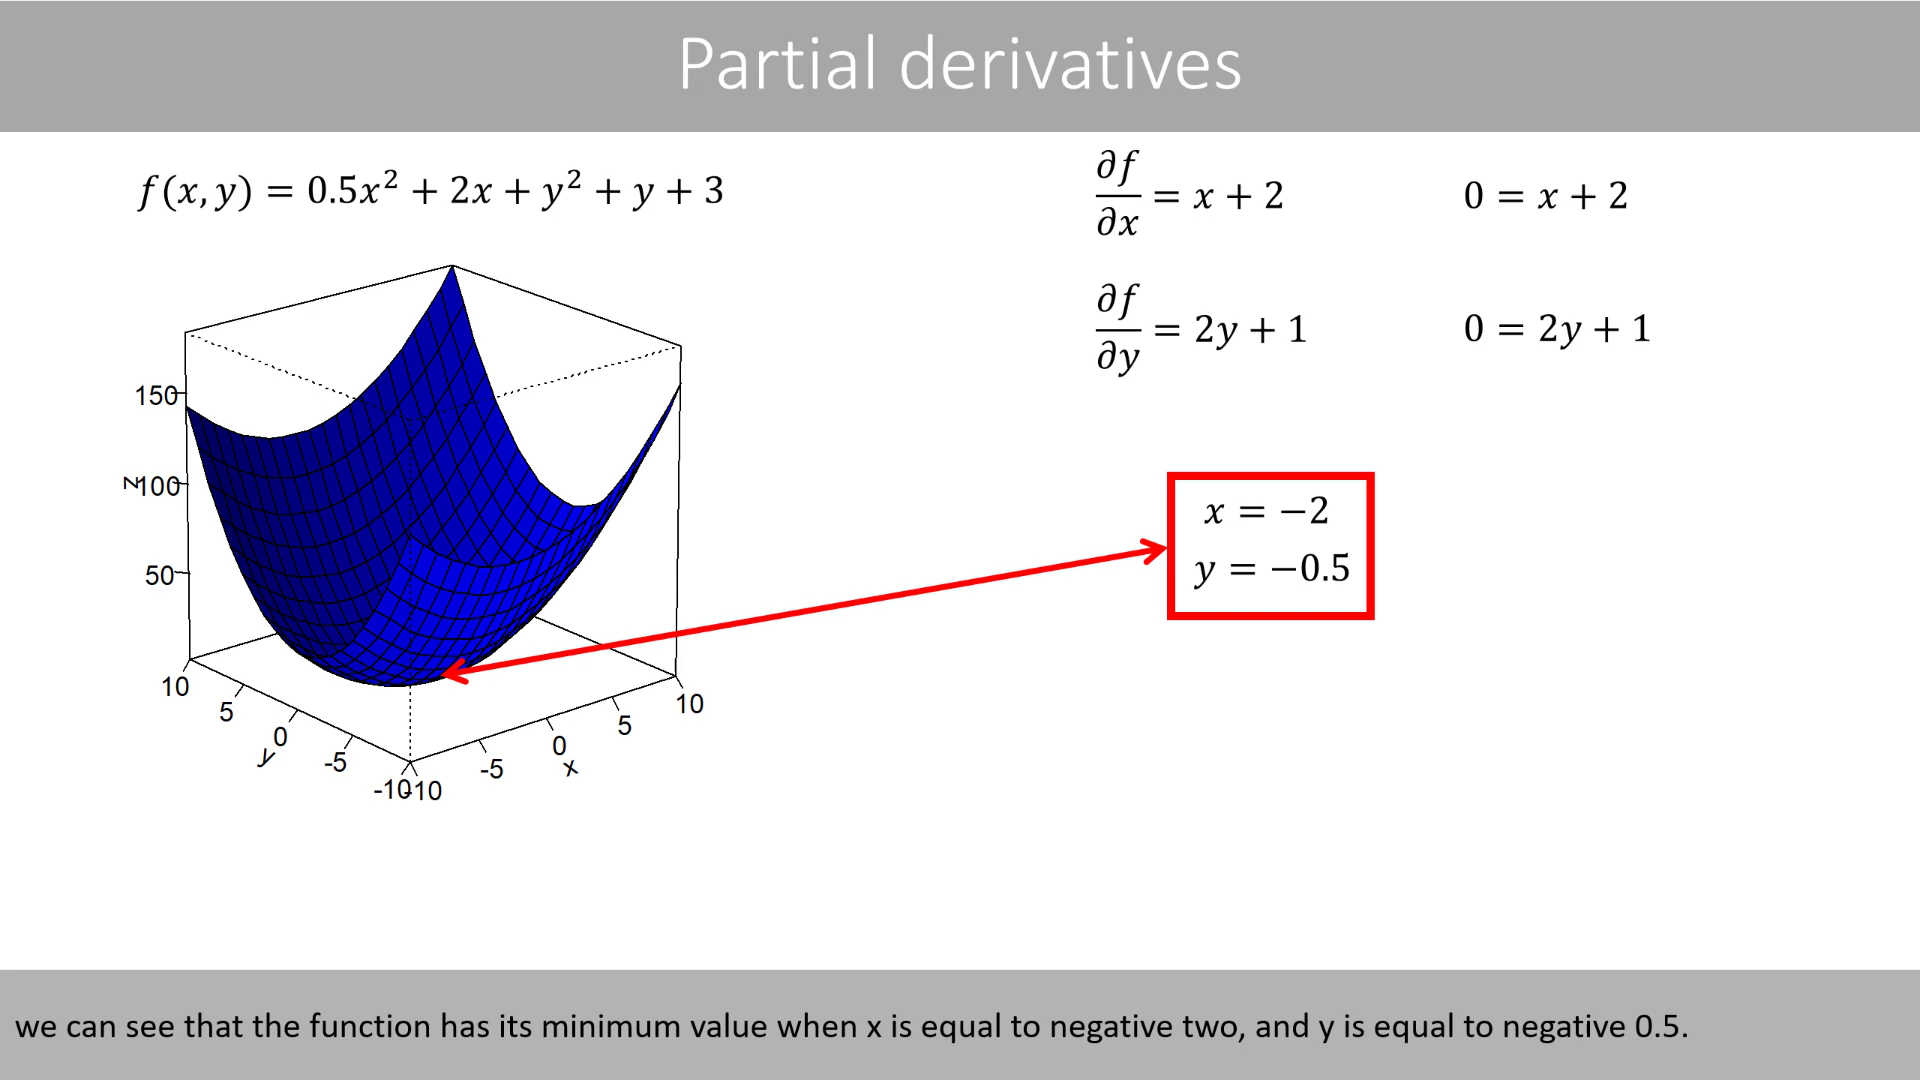 Partial derivatives
f(x, y) = 0.5x² + 2x + y² + y + 3
∂f/∂x = x + 2
0 = x + 2
∂f/∂y = 2y + 1
0 = 2y + 1
150
z
100
50
10
5
0
-5
-10
y
-10
-5
0
5
10
x
x = −2
y = −0.5
we can see that the function has its minimum value when x is equal to negative two, and y is equal to negative 0.5.